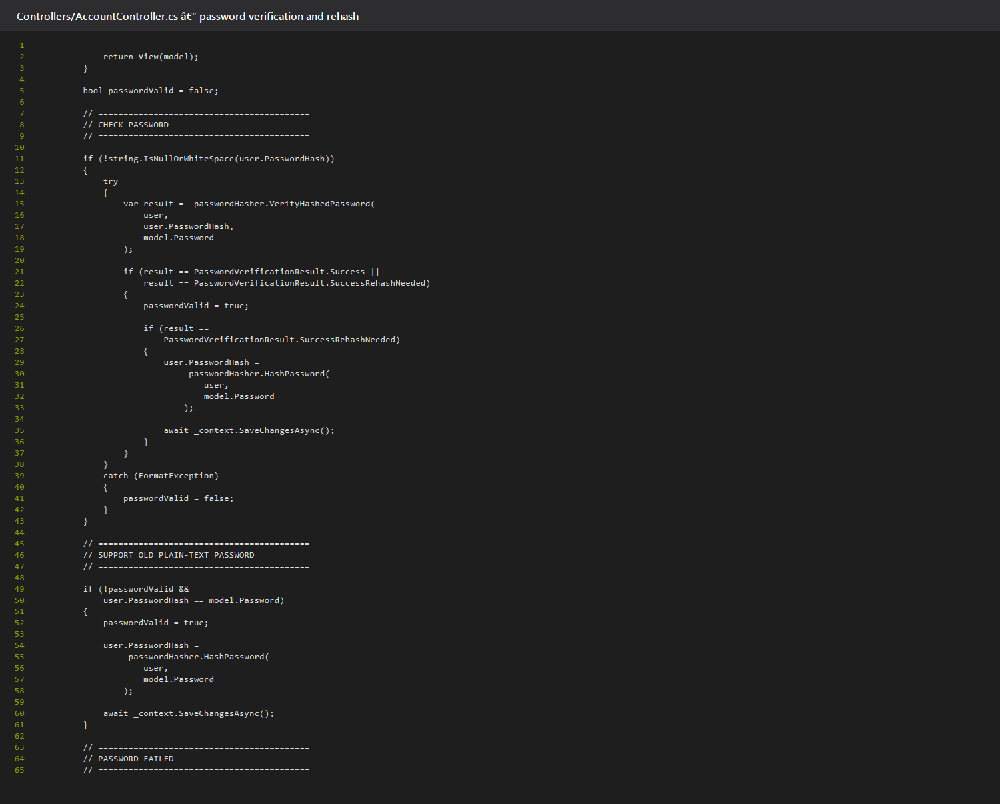 Controllers/AccountController.cs â€” password verification and rehash
1
2 return View(model);
3 }
4
5 bool passwordValid = false;
6
7 // ==========================================
8 // CHECK PASSWORD
9 // ==========================================
10
11 if (!string.IsNullOrWhiteSpace(user.PasswordHash))
12 {
13 try
14 {
15 var result = _passwordHasher.VerifyHashedPassword(
16 user,
17 user.PasswordHash,
18 model.Password
19 );
20
21 if (result == PasswordVerificationResult.Success ||
22 result == PasswordVerificationResult.SuccessRehashNeeded)
23 {
24 passwordValid = true;
25
26 if (result ==
27 PasswordVerificationResult.SuccessRehashNeeded)
28 {
29 user.PasswordHash =
30 _passwordHasher.HashPassword(
31 user,
32 model.Password
33 );
34
35 await _context.SaveChangesAsync();
36 }
37 }
38 }
39 catch (FormatException)
40 {
41 passwordValid = false;
42 }
43 }
44
45 // ==========================================
46 // SUPPORT OLD PLAIN-TEXT PASSWORD
47 // ==========================================
48
49 if (!passwordValid &&
50 user.PasswordHash == model.Password)
51 {
52 passwordValid = true;
53
54 user.PasswordHash =
55 _passwordHasher.HashPassword(
56 user,
57 model.Password
58 );
59
60 await _context.SaveChangesAsync();
61 }
62
63 // ==========================================
64 // PASSWORD FAILED
65 // ==========================================